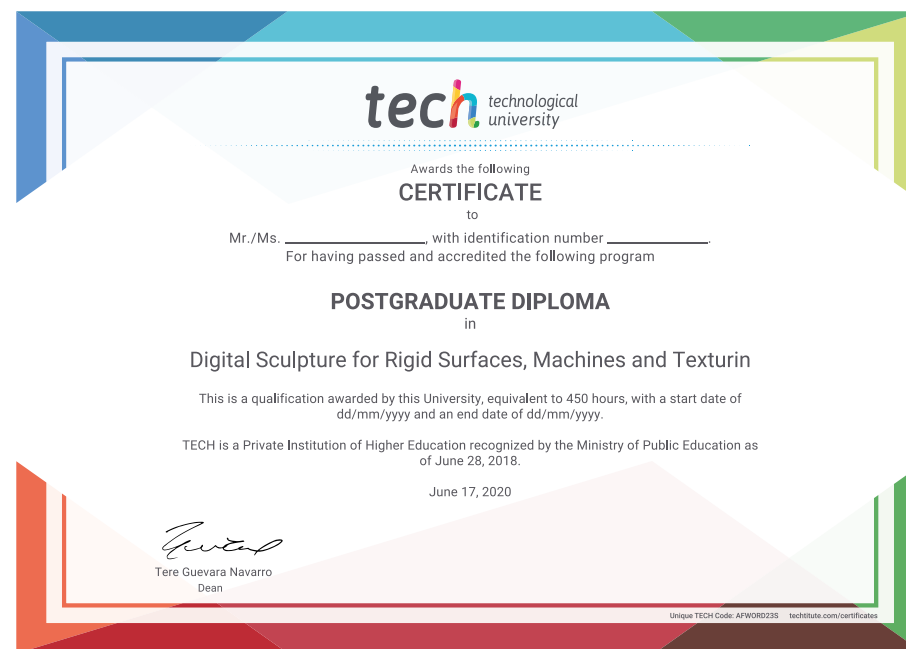 tech technological
university
Awards the following
CERTIFICATE
to
Mr./Ms. ____________________, with identification number ______________.
For having passed and accredited the following program
POSTGRADUATE DIPLOMA
in
Digital Sculpture for Rigid Surfaces, Machines and Texturin
This is a qualification awarded by this University, equivalent to 450 hours, with a start date of
dd/mm/yyyy and an end date of dd/mm/yyyy.
TECH is a Private Institution of Higher Education recognized by the Ministry of Public Education as
of June 28, 2018.
June 17, 2020
Tere Guevara Navarro
Dean
Unique TECH Code: AFWORD23S techtitute.com/certificates